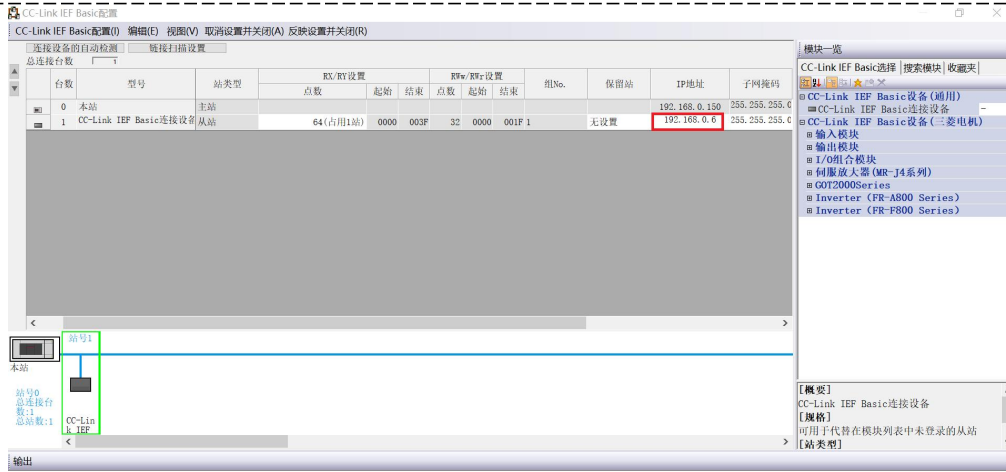 CC-Link IEF Basic配置
CC-Link IEF Basic配置(I) 编辑(E) 视图(V) 取消设置并关闭(A) 反映设置并关闭(R)
连接设备的自动检测 链接扫描设置
总连接台数 1
台数 型号 站类型 RX/RY设置 RWw/RWr设置 组No. 保留站 IP地址 子网掩码
点数 起始 结束 点数 起始 结束
0 本站 主站 192.168.0.150 255.255.255.0
1 CC-Link IEF Basic连接设备 从站 64(占用1站) 0000 003F 32 0000 001F 1 无设置 192.168.0.6 255.255.255.0
站号1
本站
站号0
总连接台
数:1
总站数:1
CC-Lin
k IEF
输出
模块一览
CC-Link IEF Basic选择 搜索模块 收藏夹
CC-Link IEF Basic设备(通用)
CC-Link IEF Basic连接设备
CC-Link IEF Basic设备(三菱电机)
输入模块
输出模块
I/O组合模块
伺服放大器(MR-J4系列)
GOT2000Series
Inverter (FR-A800 Series)
Inverter (FR-F800 Series)
[概要]
CC-Link IEF Basic连接设备
[规格]
可用于代替在模块列表中未登录的从站
[站类型]